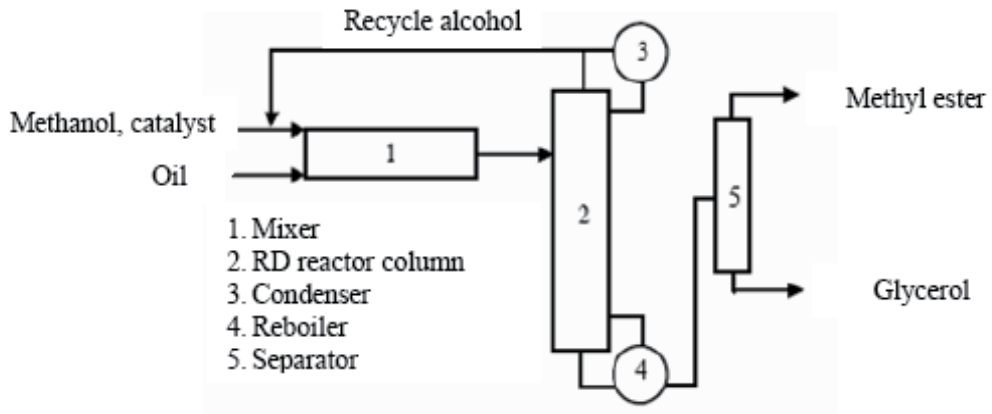 Recycle alcohol
3
Methyl ester
Methanol, catalyst
1
Oil
2
5
1. Mixer
2. RD reactor column
3. Condenser
4. Reboiler
5. Separator
Glycerol
4